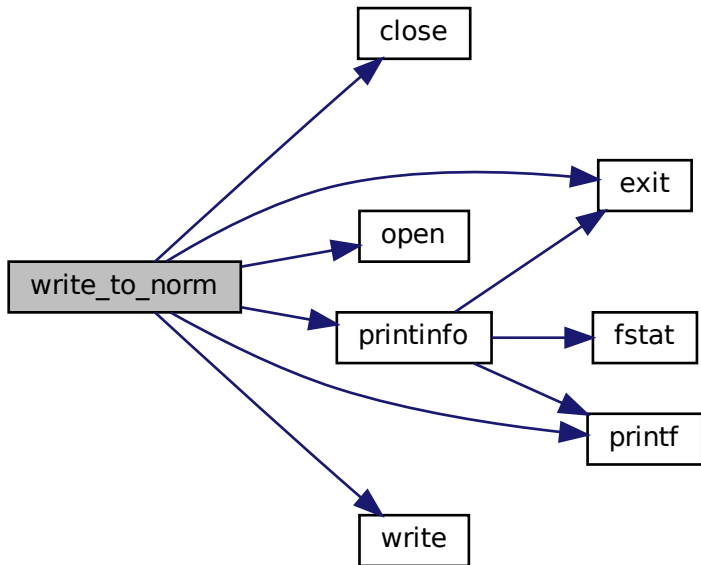 close
exit
open
write_to_norm
printinfo
fstat
printf
write